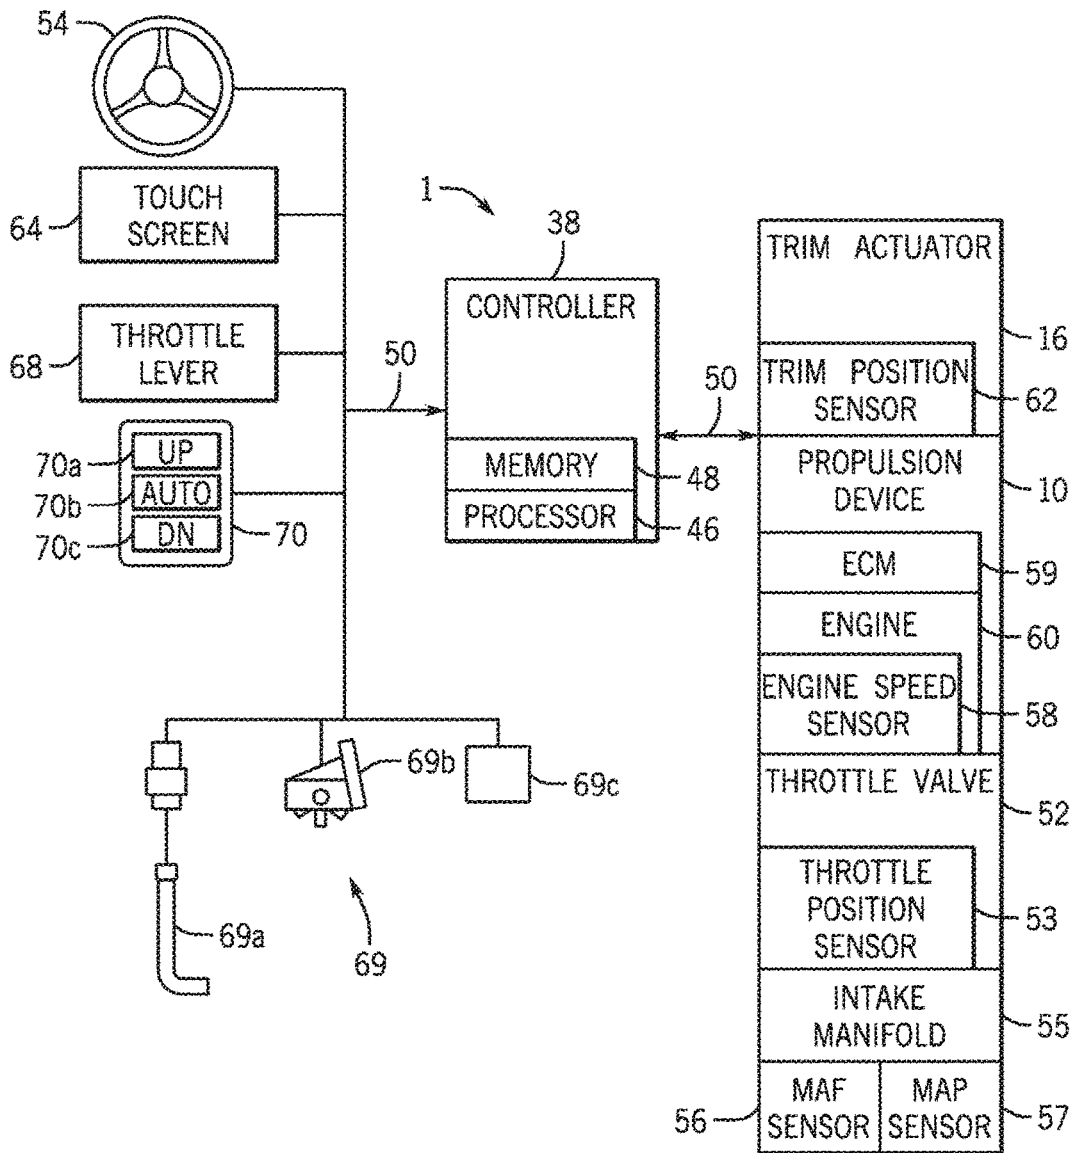 54
TOUCH
SCREEN
64
THROTTLE
LEVER
68
UP
AUTO
DN
70a
70b
70c
70
50
1
38
CONTROLLER
MEMORY
48
PROCESSOR
46
50
TRIM ACTUATOR
16
TRIM POSITION
SENSOR
62
PROPULSION
DEVICE
10
ECM
59
ENGINE
60
ENGINE SPEED
SENSOR
58
THROTTLE VALVE
52
THROTTLE
POSITION
SENSOR
53
INTAKE
MANIFOLD
55
MAF
SENSOR
56
MAP
SENSOR
57
69a
69b
69c
69